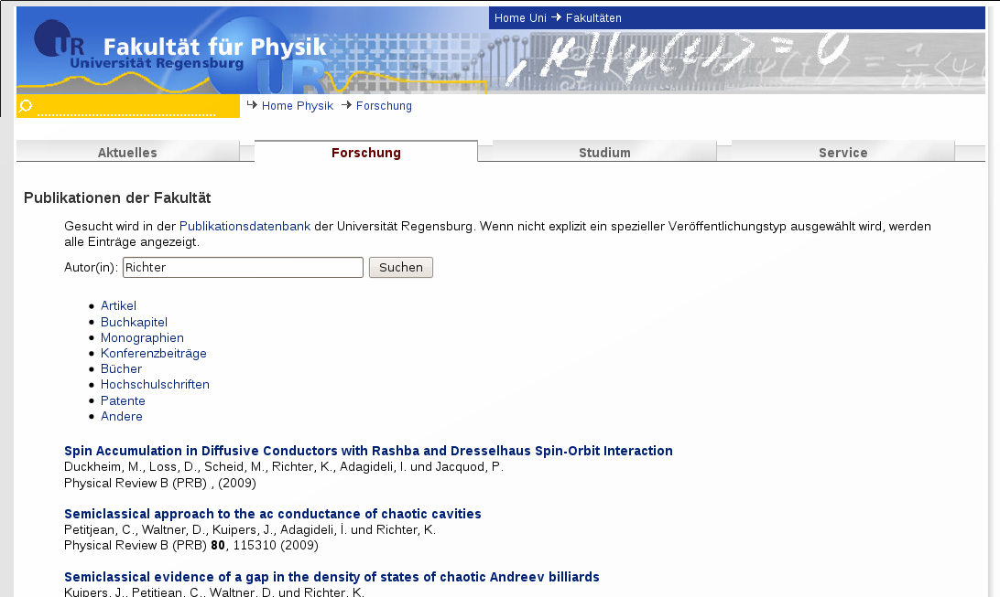 Home Uni → Fakultäten
UR Fakultät für Physik
Universität Regensburg
UR
Home Physik → Forschung
Aktuelles Forschung Studium Service
Publikationen der Fakultät
Gesucht wird in der Publikationsdatenbank der Universität Regensburg. Wenn nicht explizit ein spezieller Veröffentlichungstyp ausgewählt wird, werden
alle Einträge angezeigt.
Autor(in): Richter Suchen
• Artikel
• Buchkapitel
• Monographien
• Konferenzbeiträge
• Bücher
• Hochschulschriften
• Patente
• Andere
Spin Accumulation in Diffusive Conductors with Rashba and Dresselhaus Spin-Orbit Interaction
Duckheim, M., Loss, D., Scheid, M., Richter, K., Adagideli, I. und Jacquod, P.
Physical Review B (PRB) , (2009)
Semiclassical approach to the ac conductance of chaotic cavities
Petitjean, C., Waltner, D., Kuipers, J., Adagideli, İ. und Richter, K.
Physical Review B (PRB) 80, 115310 (2009)
Semiclassical evidence of a gap in the density of states of chaotic Andreev billiards
Kuipers, J., Petitjean, C., Waltner, D. und Richter, K.